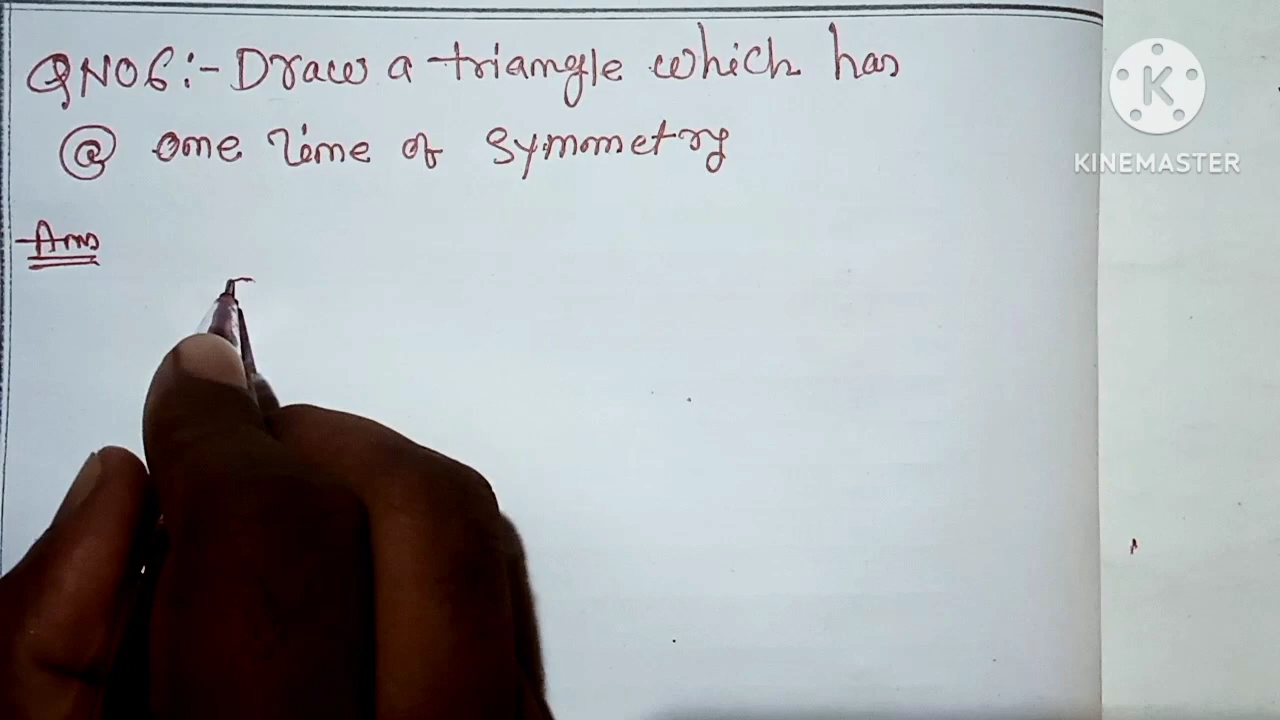 QNO6:- Draw a triangle which has
(a) one line of symmetry
Ans
K
KINEMASTER